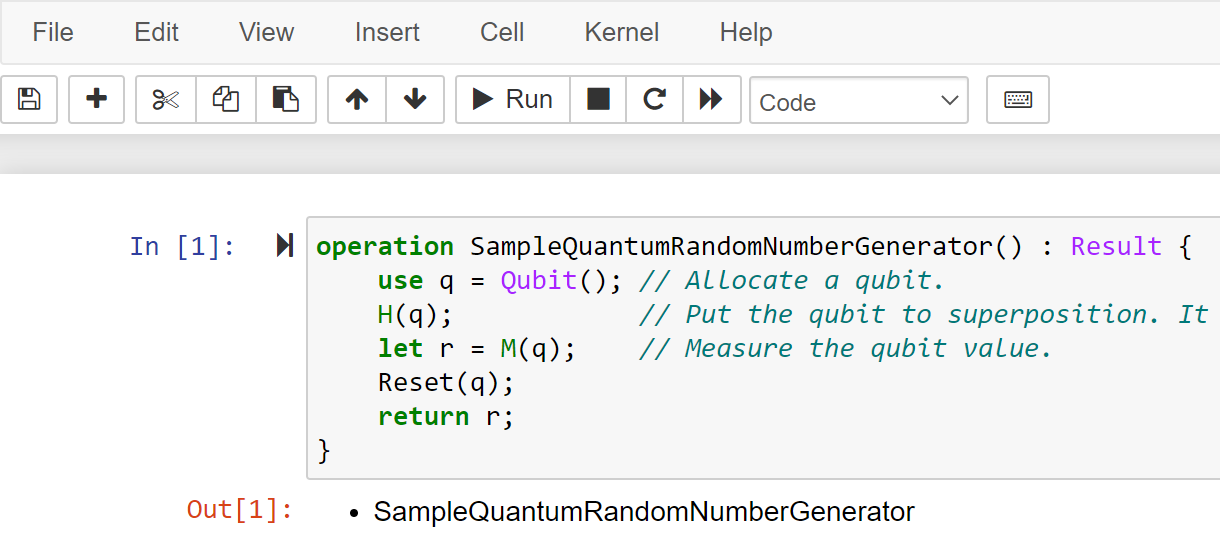 File Edit View Insert Cell Kernel Help
Run Code
In [1]: operation SampleQuantumRandomNumberGenerator() : Result {
    use q = Qubit(); // Allocate a qubit.
    H(q);            // Put the qubit to superposition. It
    let r = M(q);    // Measure the qubit value.
    Reset(q);
    return r;
}
Out[1]: • SampleQuantumRandomNumberGenerator